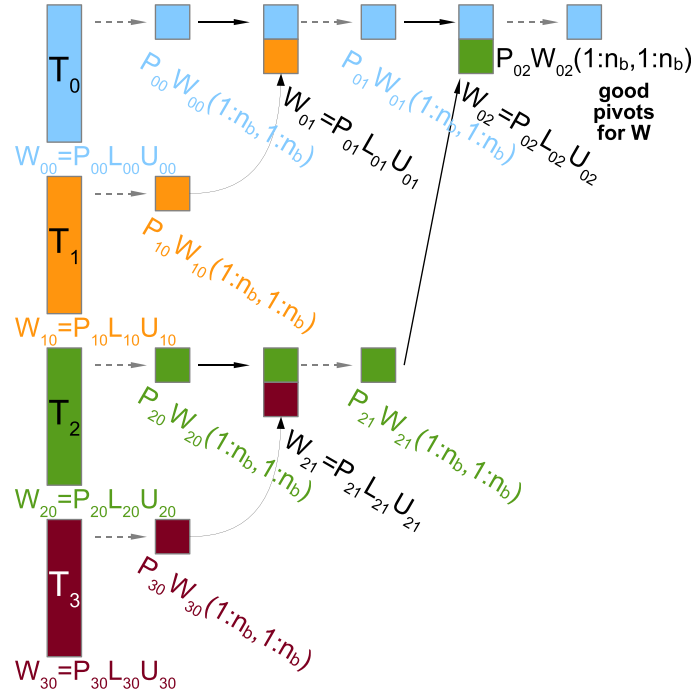 T0
P00W00(1:nb, 1:nb)
W01=P01L01U01
P01W01(1:nb, 1:nb)
W02=P02L02U02
P02W02(1:nb,1:nb)
good
pivots
for W
W00=P00L00U00
T1
P10W10(1:nb, 1:nb)
W10=P10L10U10
T2
P20W20(1:nb, 1:nb)
W21=P21L21U21
P21W21(1:nb, 1:nb)
W20=P20L20U20
T3
P30W30(1:nb, 1:nb)
W30=P30L30U30